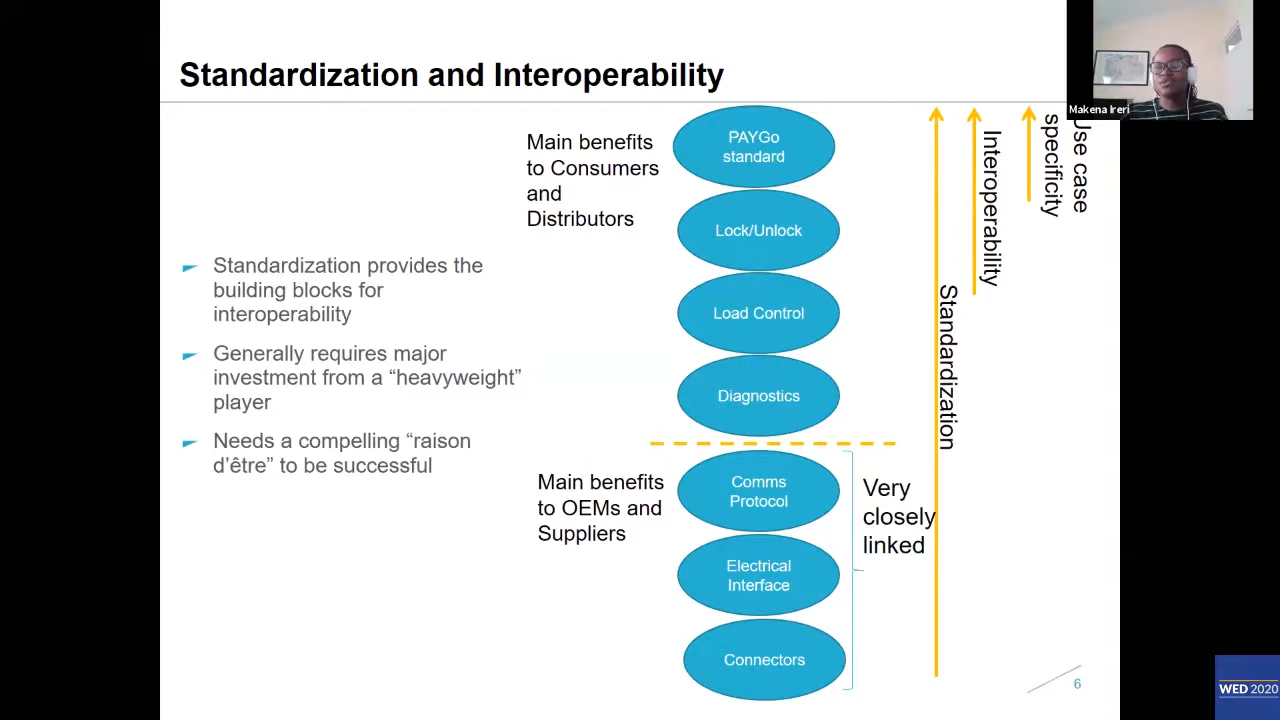 Standardization and Interoperability
Makena Ireri
Main benefits
to Consumers
and
Distributors
PAYGo
standard
Lock/Unlock
Load Control
Diagnostics
Standardization provides the
building blocks for
interoperability
Generally requires major
investment from a “heavyweight”
player
Needs a compelling “raison
d’être” to be successful
Main benefits
to OEMs and
Suppliers
Comms
Protocol
Electrical
Interface
Connectors
Very
closely
linked
Standardization
Interoperability
Use case
specificity
6
WED 2020